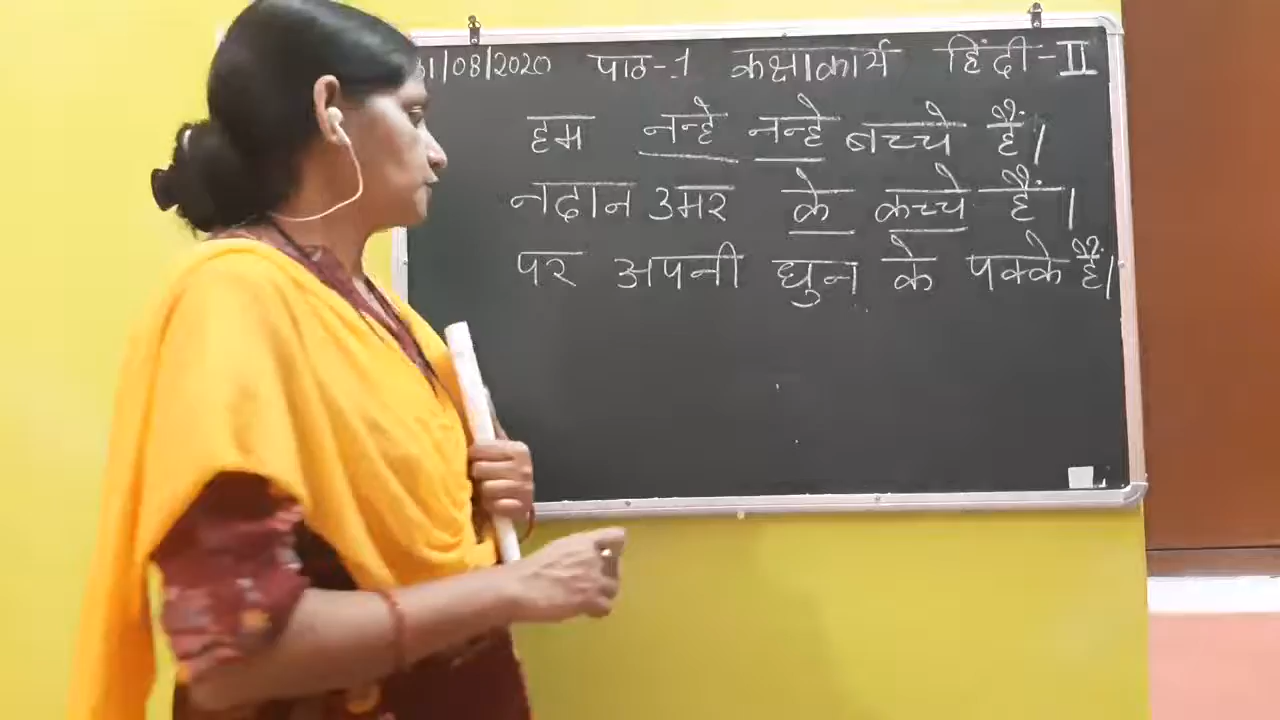 31/08/2020 पाठ-1 कक्षाकार्य हिंदी-II
हम नन्हे नन्हे बच्चे हैं।
नदान उमर के कच्चे हैं।
पर अपनी धुन के पक्के हैं।